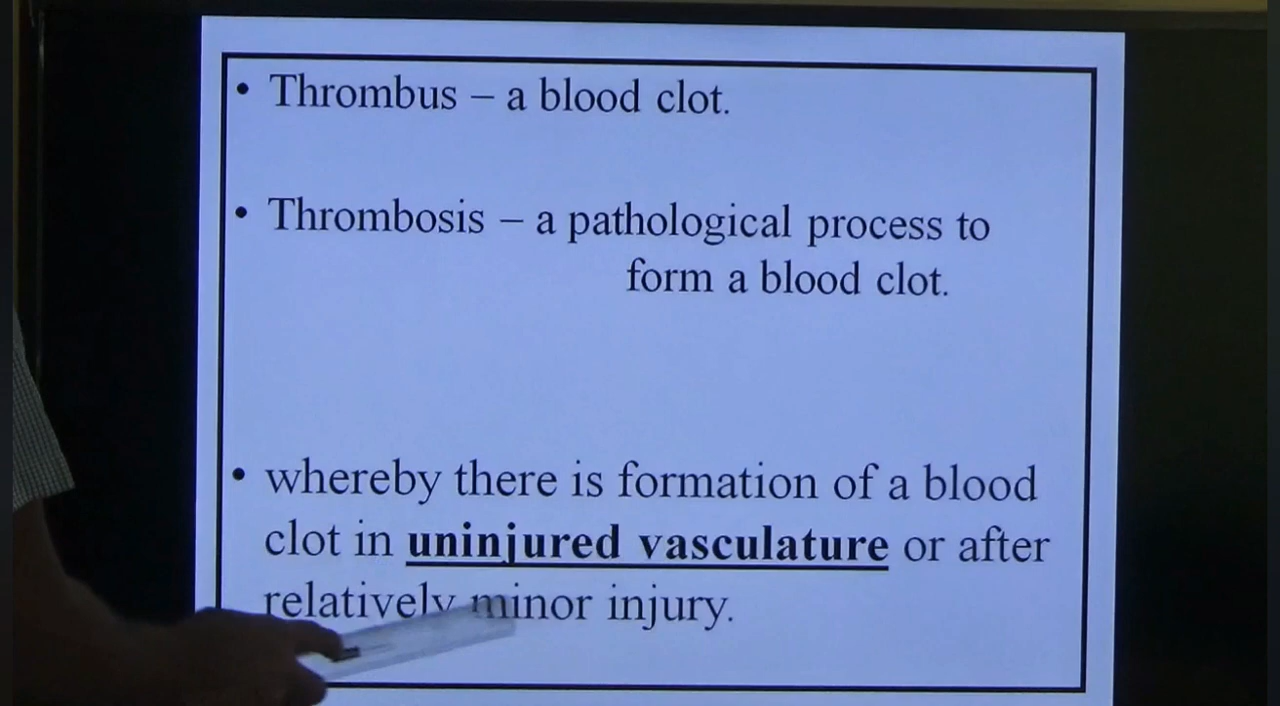 • Thrombus – a blood clot.
• Thrombosis – a pathological process to
form a blood clot.
• whereby there is formation of a blood
clot in uninjured vasculature or after
relatively minor injury.